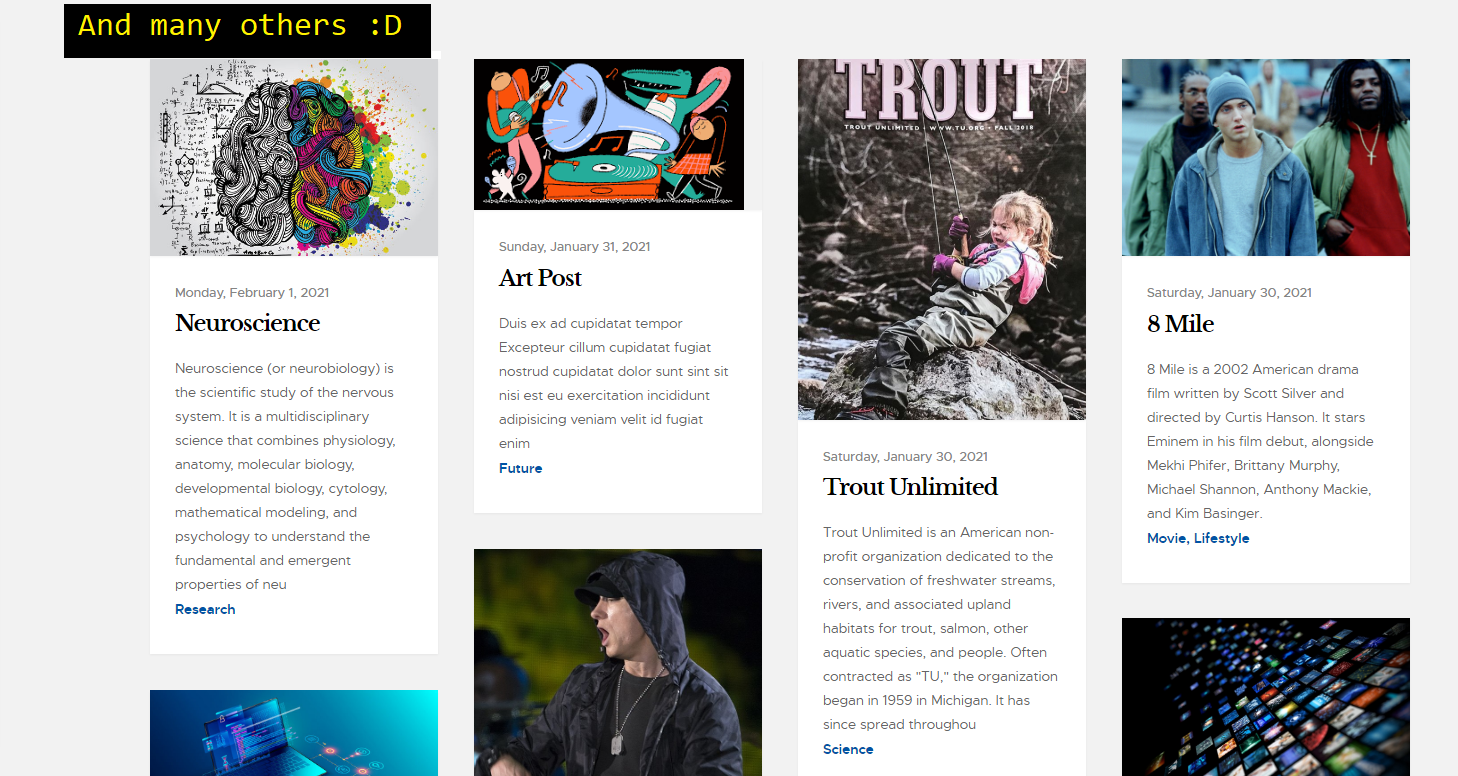 And many others :D
Monday, February 1, 2021
Neuroscience
Neuroscience (or neurobiology) is
the scientific study of the nervous
system. It is a multidisciplinary
science that combines physiology,
anatomy, molecular biology,
developmental biology, cytology,
mathematical modeling, and
psychology to understand the
fundamental and emergent
properties of neu
Research
Sunday, January 31, 2021
Art Post
Duis ex ad cupidatat tempor
Excepteur cillum cupidatat fugiat
nostrud cupidatat dolor sunt sint sit
nisi est eu exercitation incididunt
adipisicing veniam velit id fugiat
enim
Future
TROUT
TROUT UNLIMITED • WWW.TU.ORG • FALL 2018
Saturday, January 30, 2021
Trout Unlimited
Trout Unlimited is an American non-
profit organization dedicated to the
conservation of freshwater streams,
rivers, and associated upland
habitats for trout, salmon, other
aquatic species, and people. Often
contracted as "TU," the organization
began in 1959 in Michigan. It has
since spread throughou
Science
Saturday, January 30, 2021
8 Mile
8 Mile is a 2002 American drama
film written by Scott Silver and
directed by Curtis Hanson. It stars
Eminem in his film debut, alongside
Mekhi Phifer, Brittany Murphy,
Michael Shannon, Anthony Mackie,
and Kim Basinger.
Movie, Lifestyle